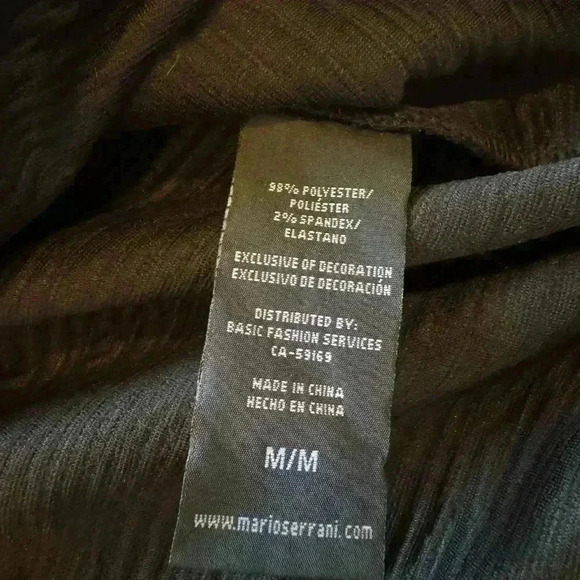 98% POLYESTER/
POLIÉSTER
2% SPANDEX/
ELASTANO
EXCLUSIVE OF DECORATION
EXCLUSIVO DE DECORACIÓN
DISTRIBUTED BY:
BASIC FASHION SERVICES
CA-59169
MADE IN CHINA
HECHO EN CHINA
M/M
www.marioserrani.com